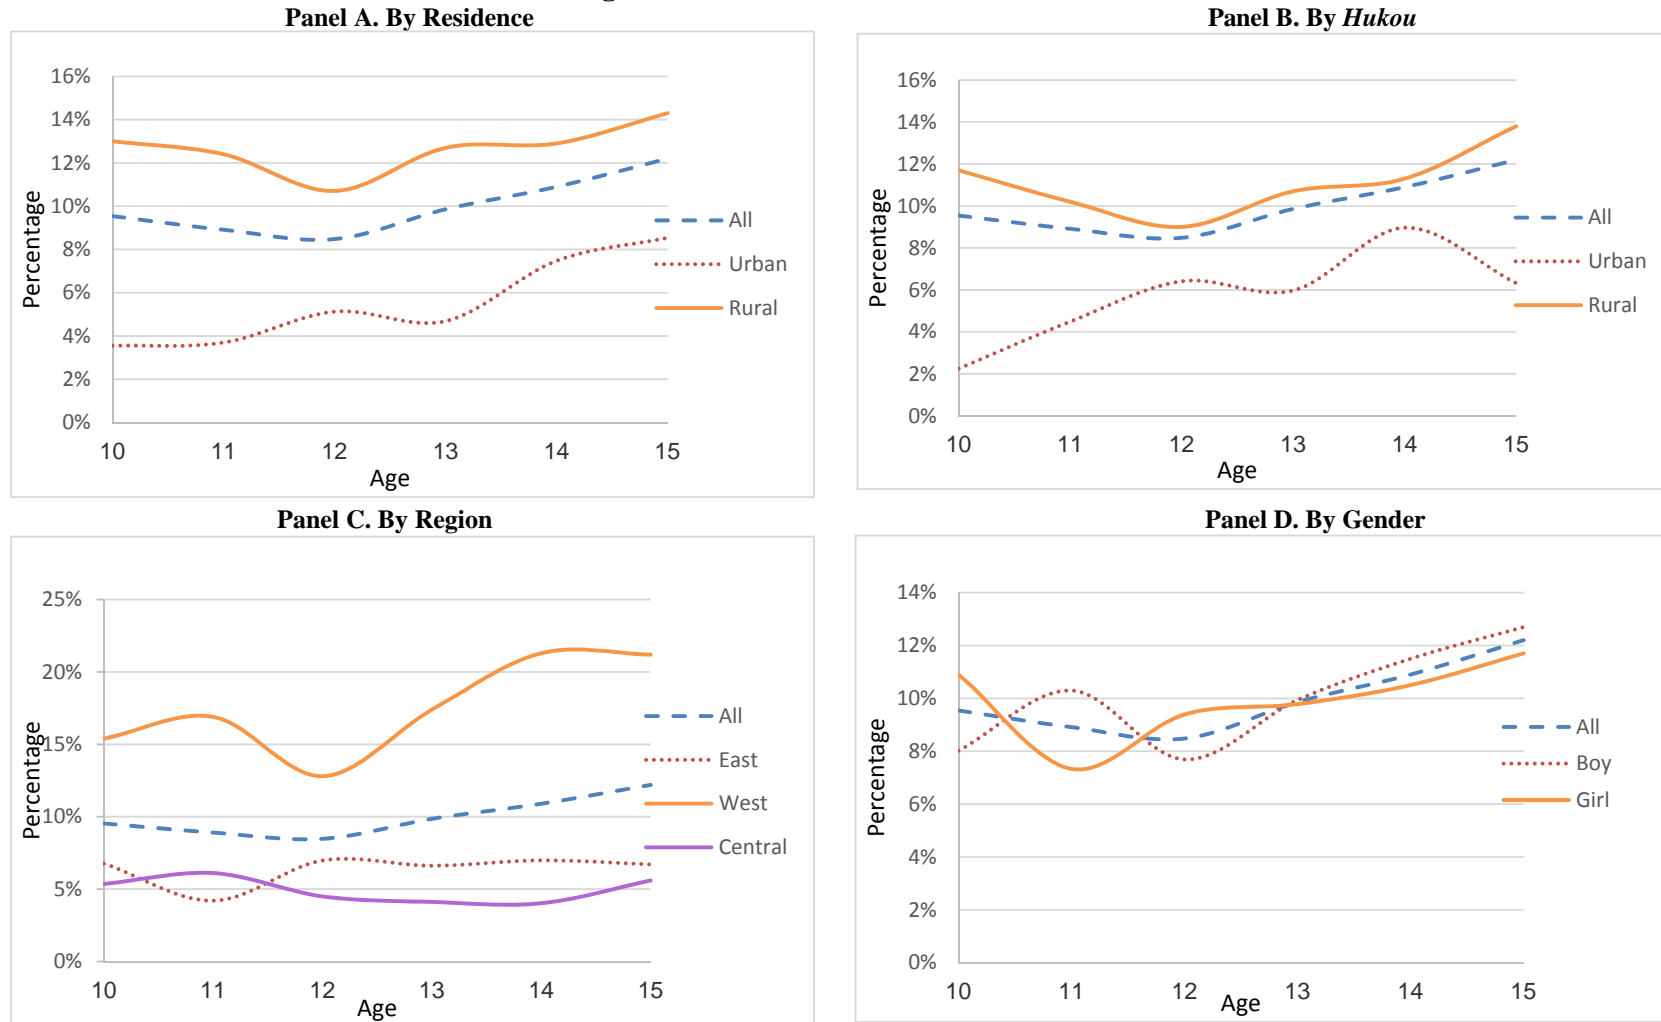 Panel A. By Residence
16%
14%
12%
10%
8%
6%
4%
2%
0%
Percentage
10 11 12 13 14 15
Age
All
Urban
Rural
Panel B. By Hukou
16%
14%
12%
10%
8%
6%
4%
2%
0%
Percentage
10 11 12 13 14 15
Age
All
Urban
Rural
Panel C. By Region
25%
20%
15%
10%
5%
0%
Percentage
10 11 12 13 14 15
Age
All
East
West
Central
Panel D. By Gender
14%
12%
10%
8%
6%
4%
2%
0%
Percentage
10 11 12 13 14 15
Age
All
Boy
Girl